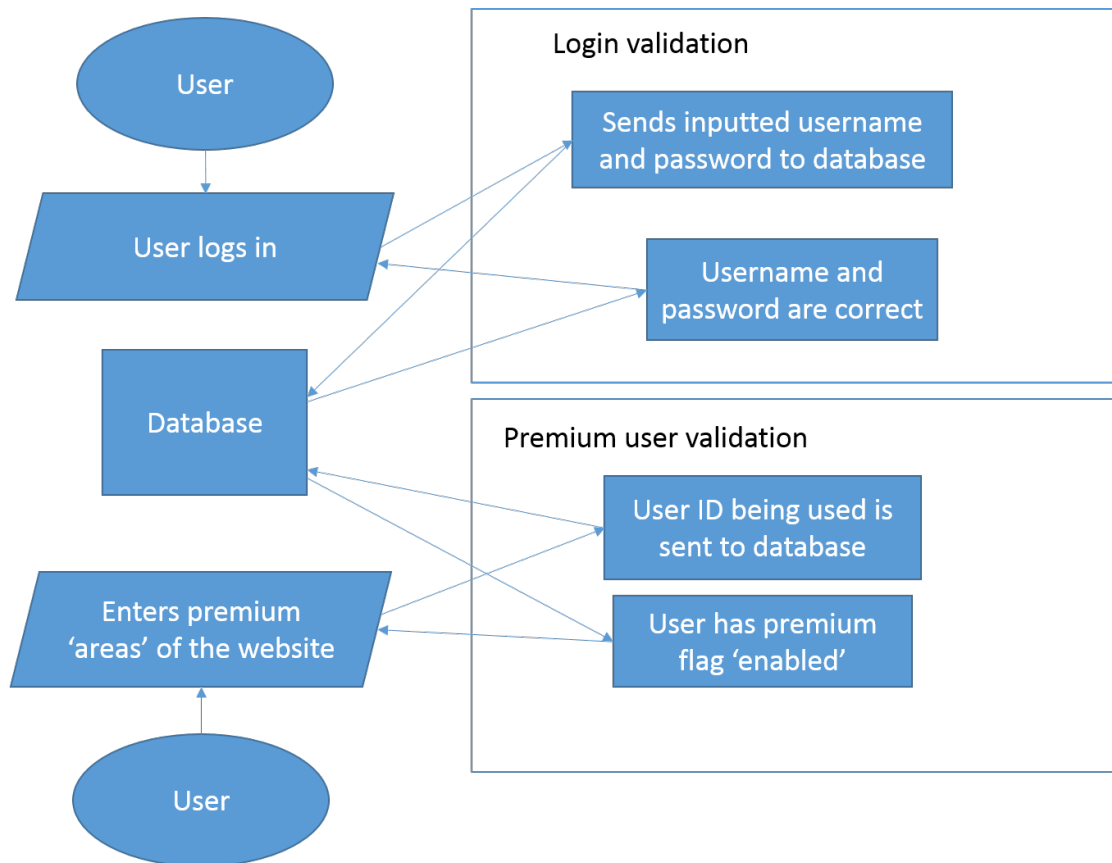 User
User logs in
Database
Enters premium
‘areas’ of the website
User
Login validation
Sends inputted username
and password to database
Username and
password are correct
Premium user validation
User ID being used is
sent to database
User has premium
flag ‘enabled’